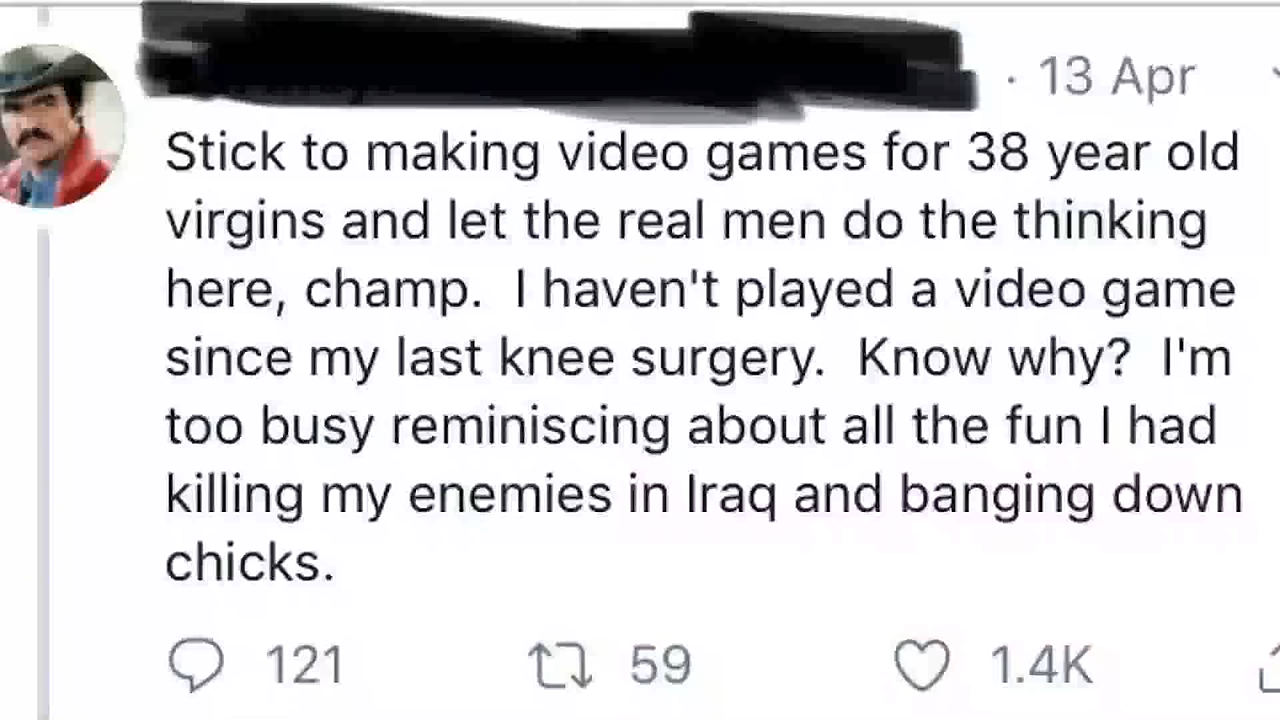 · 13 Apr
Stick to making video games for 38 year old
virgins and let the real men do the thinking
here, champ.  I haven't played a video game
since my last knee surgery.  Know why?  I'm
too busy reminiscing about all the fun I had
killing my enemies in Iraq and banging down
chicks.
121 59 1.4K